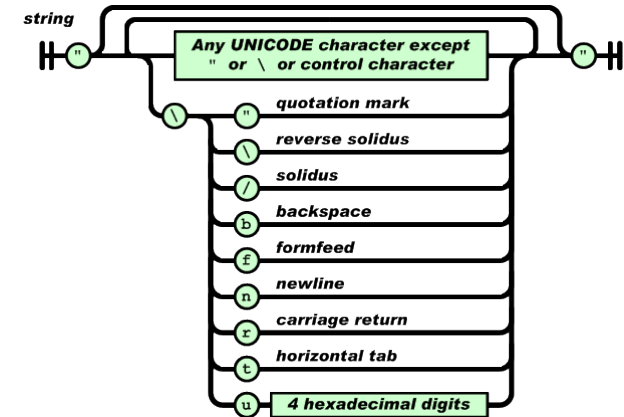 string
" Any UNICODE character except "
" or \ or control character
\ " quotation mark
\ reverse solidus
/ solidus
b backspace
f formfeed
n newline
r carriage return
t horizontal tab
u 4 hexadecimal digits